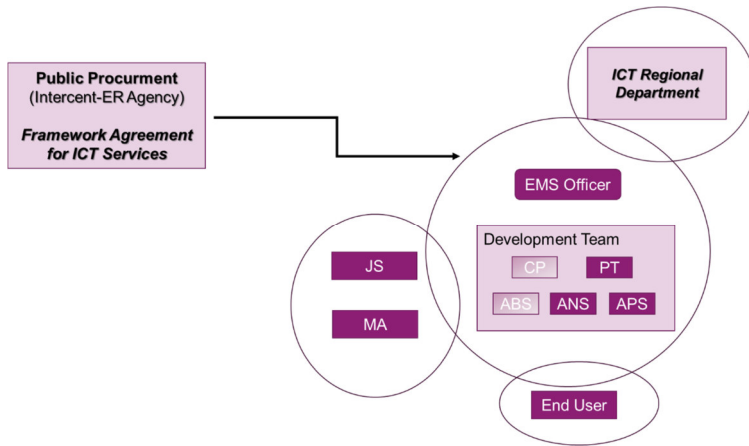 Public Procurment
(Intercent-ER Agency)
Framework Agreement
for ICT Services
ICT Regional
Department
EMS Officer
Development Team
CP PT
ABS ANS APS
JS
MA
End User